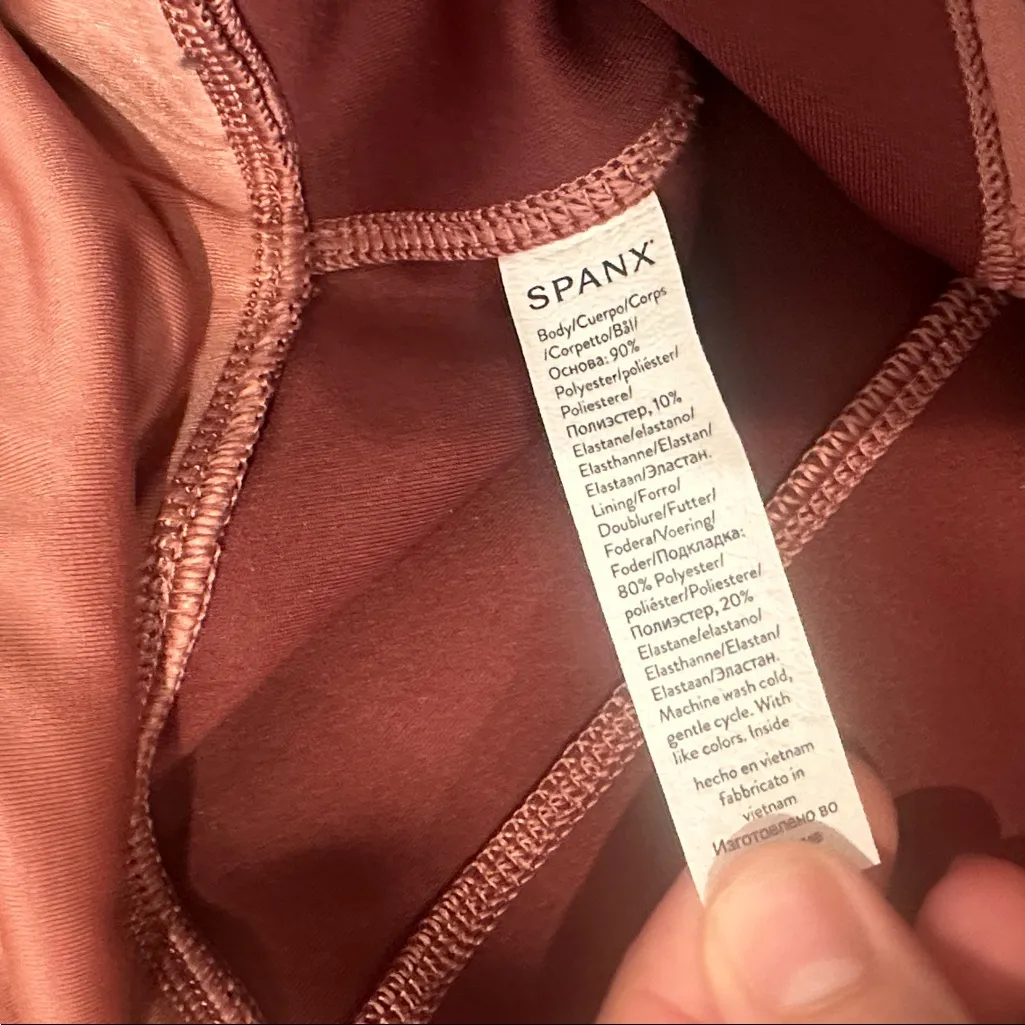 SPANX
Body/Cuerpo/Corps
/Corpetto/Bål/
Основа: 90%
Polyester/poliéster/
Poliestere/
Полиэстер, 10%
Elastane/elastano/
Elasthanne/Elastan/
Elastaan/Эластан.
Lining/Forro/
Doublure/Futter/
Fodera/Voering/
Foder/Подкладка:
80% Polyester/
poliéster/Poliestere/
Полиэстер, 20%
Elastane/elastano/
Elasthanne/Elastan/
Elastaan/Эластан.
Machine wash cold,
gentle cycle. With
like colors. Inside
hecho en vietnam
fabbricato in
vietnam
Изготовлено во